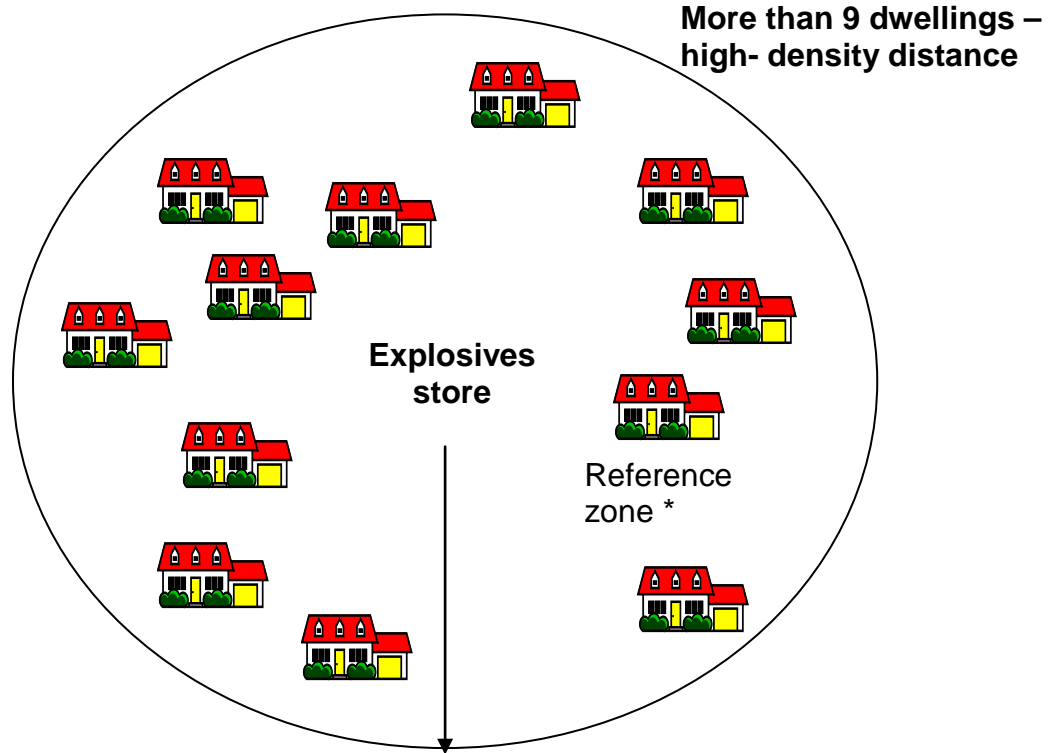 More than 9 dwellings –
high- density distance
Explosives
store
Reference
zone *